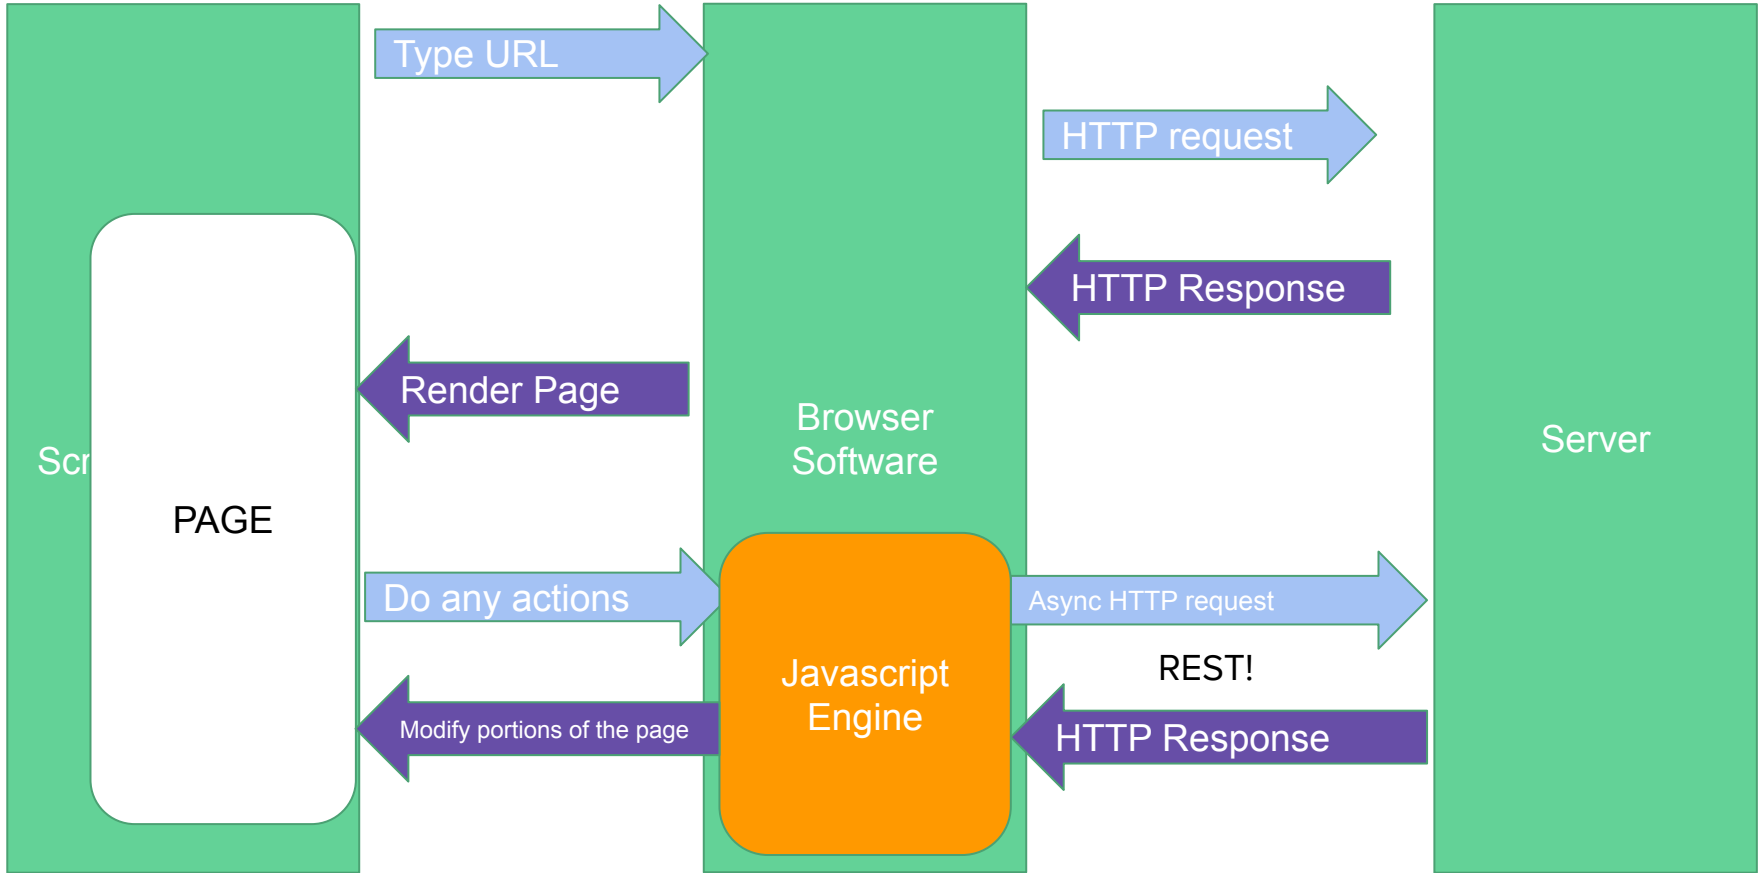 Type URL
HTTP request
HTTP Response
Render Page
Browser
Software
Server
Scr
PAGE
Do any actions
Async HTTP request
REST!
Javascript
Engine
Modify portions of the page
HTTP Response